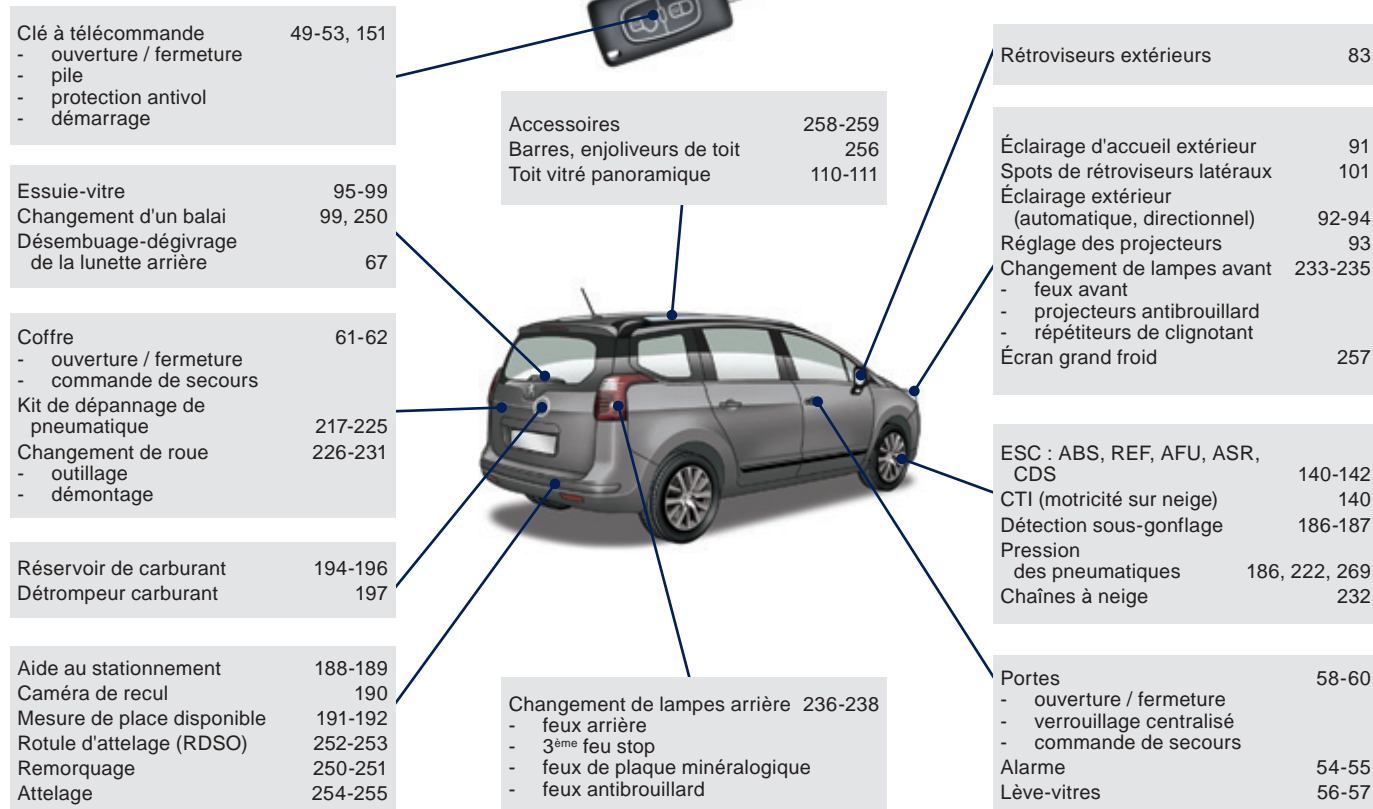 Clé à télécommande 49-53, 151
- ouverture / fermeture
- pile
- protection antivol
- démarrage
Essuie-vitre 95-99
Changement d'un balai 99, 250
Désembuage-dégivrage
de la lunette arrière 67
Coffre 61-62
- ouverture / fermeture
- commande de secours
Kit de dépannage de
pneumatique 217-225
Changement de roue 226-231
- outillage
- démontage
Réservoir de carburant 194-196
Détrompeur carburant 197
Aide au stationnement 188-189
Caméra de recul 190
Mesure de place disponible 191-192
Rotule d'attelage (RDSO) 252-253
Remorquage 250-251
Attelage 254-255
Accessoires 258-259
Barres, enjoliveurs de toit 256
Toit vitré panoramique 110-111
Changement de lampes arrière 236-238
- feux arrière
- 3ème feu stop
- feux de plaque minéralogique
- feux antibrouillard
Rétroviseurs extérieurs 83
Éclairage d'accueil extérieur 91
Spots de rétroviseurs latéraux 101
Éclairage extérieur
(automatique, directionnel) 92-94
Réglage des projecteurs 93
Changement de lampes avant 233-235
- feux avant
- projecteurs antibrouillard
- répétiteurs de clignotant
Écran grand froid 257
ESC : ABS, REF, AFU, ASR,
CDS 140-142
CTI (motricité sur neige) 140
Détection sous-gonflage 186-187
Pression
des pneumatiques 186, 222, 269
Chaînes à neige 232
Portes 58-60
- ouverture / fermeture
- verrouillage centralisé
- commande de secours
Alarme 54-55
Lève-vitres 56-57